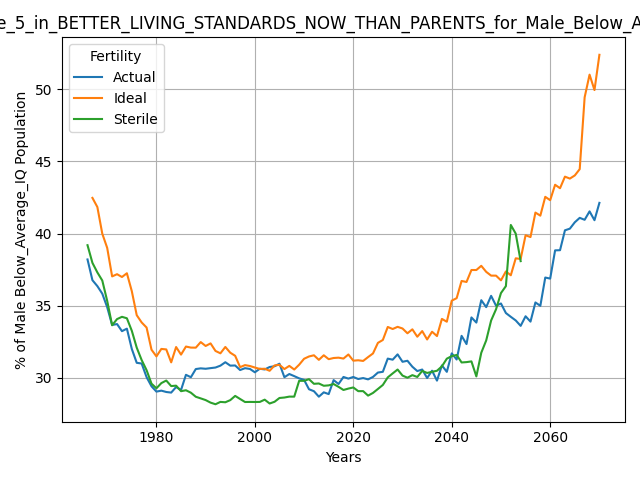 e_5_in_BETTER_LIVING_STANDARDS_NOW_THAN_PARENTS_for_Male_Below_A
Fertility
Actual
Ideal
Sterile
% of Male Below_Average_IQ Population
50
45
40
35
30
1980 2000 2020 2040 2060
Years